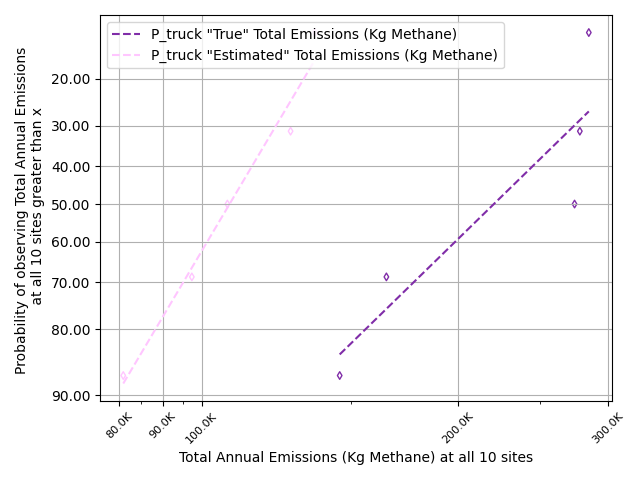 P_truck "True" Total Emissions (Kg Methane)
P_truck "Estimated" Total Emissions (Kg Methane)
Probability of observing Total Annual Emissions
at all 10 sites greater than x
20.00
30.00
40.00
50.00
60.00
70.00
80.00
90.00
80.0K
90.0K
100.0K
200.0K
300.0K
Total Annual Emissions (Kg Methane) at all 10 sites